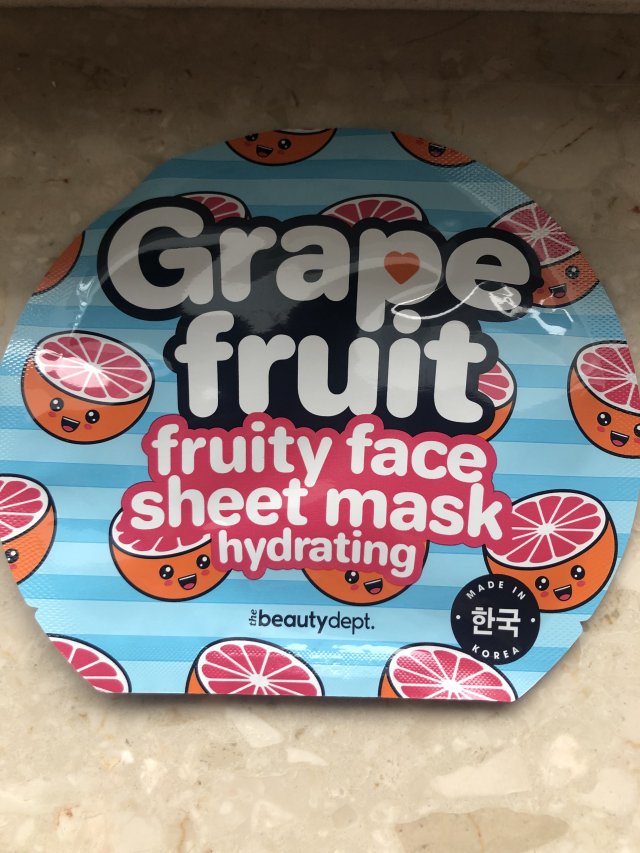 Grape
fruit
fruity face
sheet mask
hydrating
the beautydept.
MADE IN
한국
KOREA